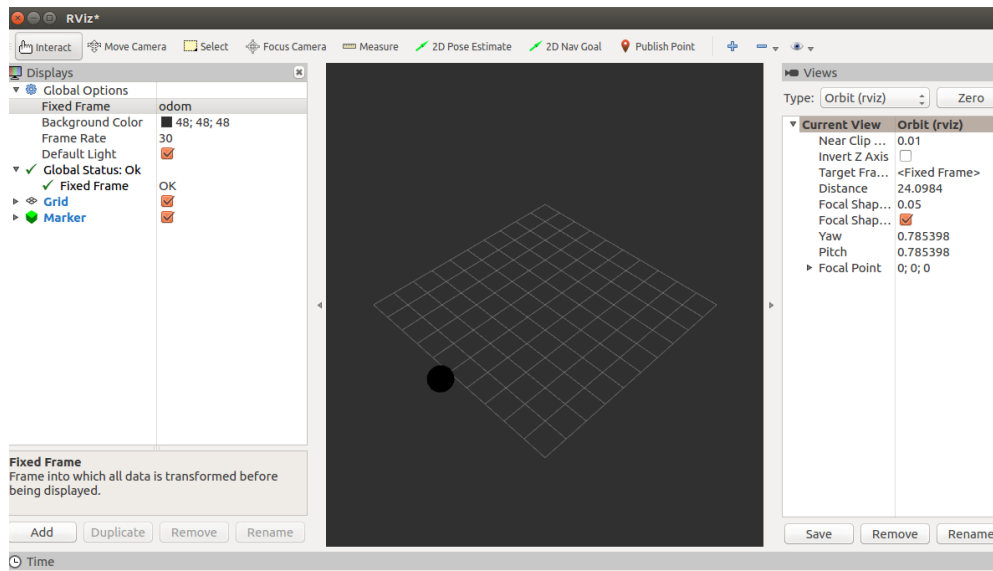 RViz*
Interact Move Camera Select Focus Camera Measure 2D Pose Estimate 2D Nav Goal Publish Point
Displays
Global Options
Fixed Frame odom
Background Color 48; 48; 48
Frame Rate 30
Default Light
Global Status: Ok
Fixed Frame OK
Grid
Marker
Fixed Frame
Frame into which all data is transformed before
being displayed.
Add Duplicate Remove Rename
Views
Type: Orbit (rviz) Zero
Current View Orbit (rviz)
Near Clip ... 0.01
Invert Z Axis
Target Fra... <Fixed Frame>
Distance 24.0984
Focal Shap... 0.05
Focal Shap...
Yaw 0.785398
Pitch 0.785398
Focal Point 0; 0; 0
Save Remove Rename
Time